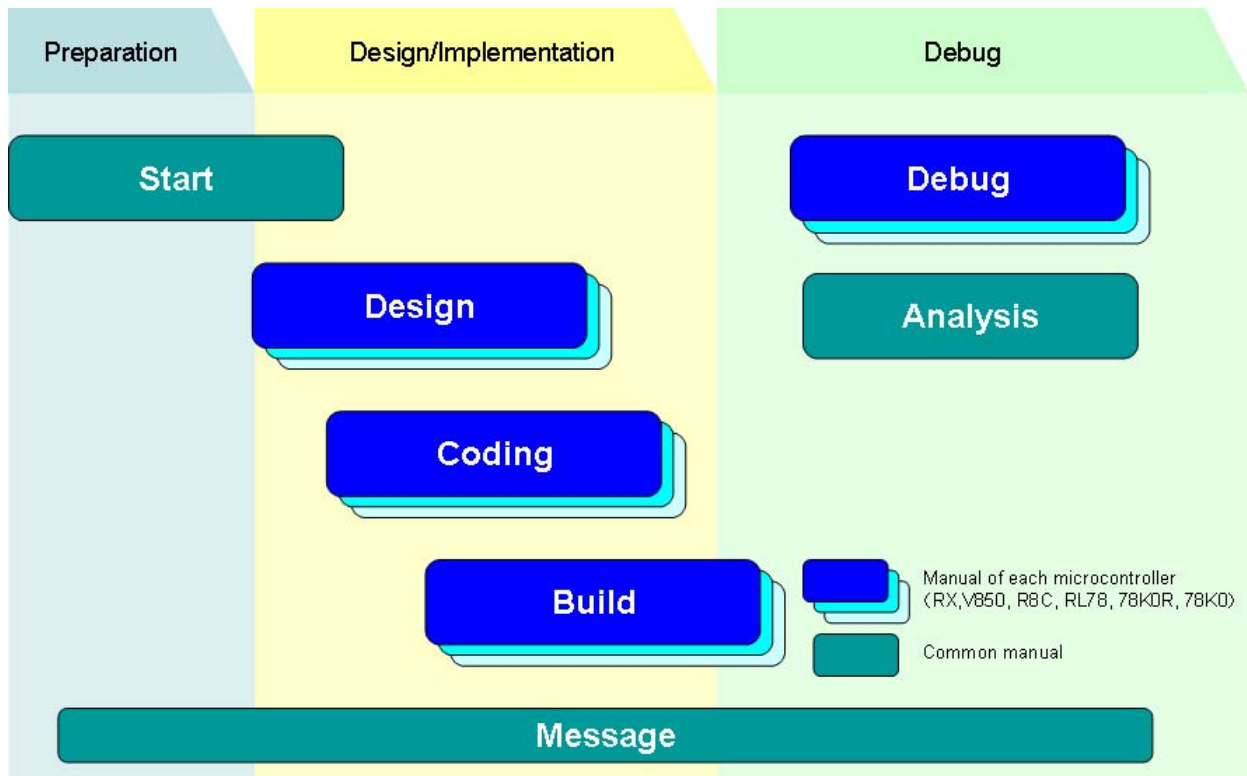 Preparation
Design/Implementation
Debug
Start
Debug
Design
Analysis
Coding
Build
Manual of each microcontroller
(RX,V850, R8C, RL78, 78K0R, 78K0)
Common manual
Message